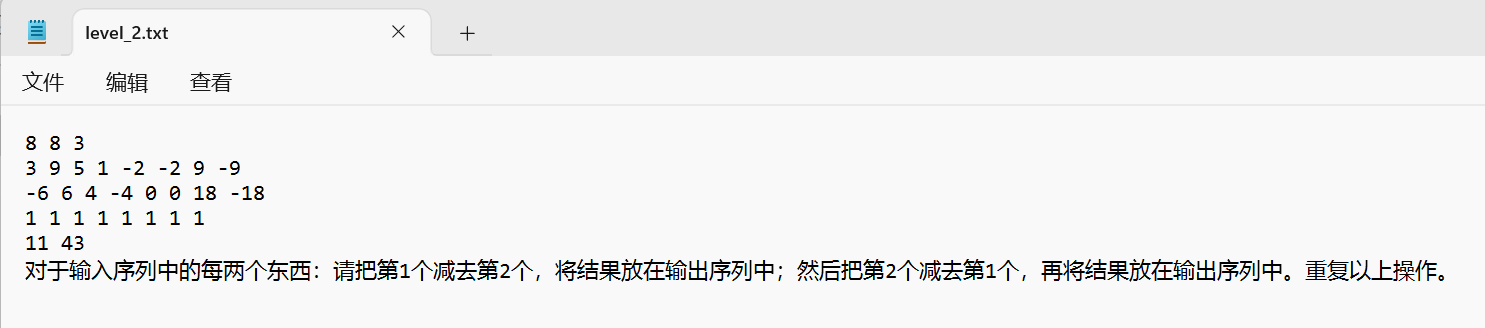 level_2.txt
文件 编辑 查看
8 8 3
3 9 5 1 -2 -2 9 -9
-6 6 4 -4 0 0 18 -18
1 1 1 1 1 1 1 1
11 43
对于输入序列中的每两个东西：请把第1个减去第2个，将结果放在输出序列中；然后把第2个减去第1个，再将结果放在输出序列中。重复以上操作。